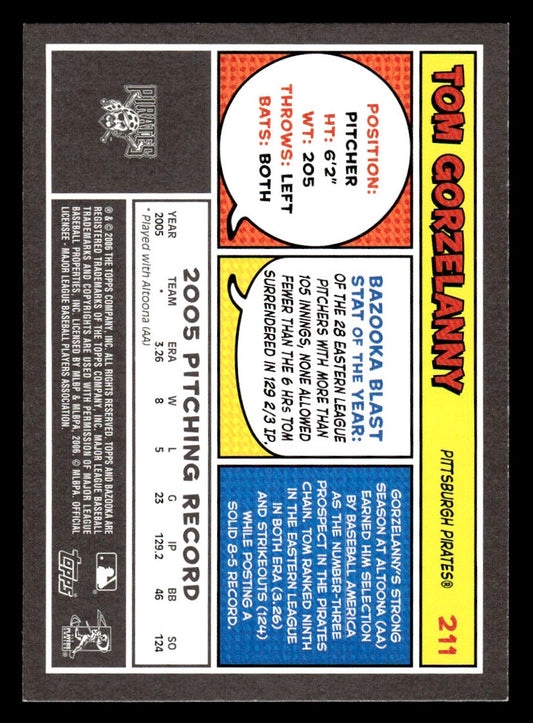 TOM GORZELANNY
PITTSBURGH PIRATES®
211
POSITION:
PITCHER
HT: 6'2"
WT: 205
THROWS: LEFT
BATS: BOTH
BAZOOKA BLAST
STAT OF THE YEAR:
OF THE 28 EASTERN LEAGUE
PITCHERS WITH MORE THAN
105 INNINGS, NONE ALLOWED
FEWER THAN THE 6 HRs TOM
SURRENDERED IN 129 2/3 IP.
GORZELANNY'S STRONG
SEASON AT ALTOONA (AA)
EARNED HIM SELECTION
BY BASEBALL AMERICA
AS THE NUMBER-THREE
PROSPECT IN THE PIRATES
CHAIN. TOM RANKED NINTH
IN THE EASTERN LEAGUE
IN BOTH ERA (3.26)
AND STRIKEOUTS (124)
WHILE POSTING A
SOLID 8-5 RECORD.
2005 PITCHING RECORD
YEAR TEAM ERA W L G IP BB SO
2005 * 3.26 8 5 23 129.2 46 124
* Played with Altoona (AA)
PIRATES
® & © 2006 THE TOPPS COMPANY, INC. ALL RIGHTS RESERVED. TOPPS AND BAZOOKA ARE
REGISTERED TRADEMARKS OF THE TOPPS COMPANY, INC. MAJOR LEAGUE BASEBALL
TRADEMARKS AND COPYRIGHTS ARE USED WITH PERMISSION OF MAJOR LEAGUE
BASEBALL PROPERTIES, INC. LICENSED BY MLBP & MLBPA, 2006. © MLBPA. OFFICIAL
LICENSEE- MAJOR LEAGUE BASEBALL PLAYERS ASSOCIATION.
Topps